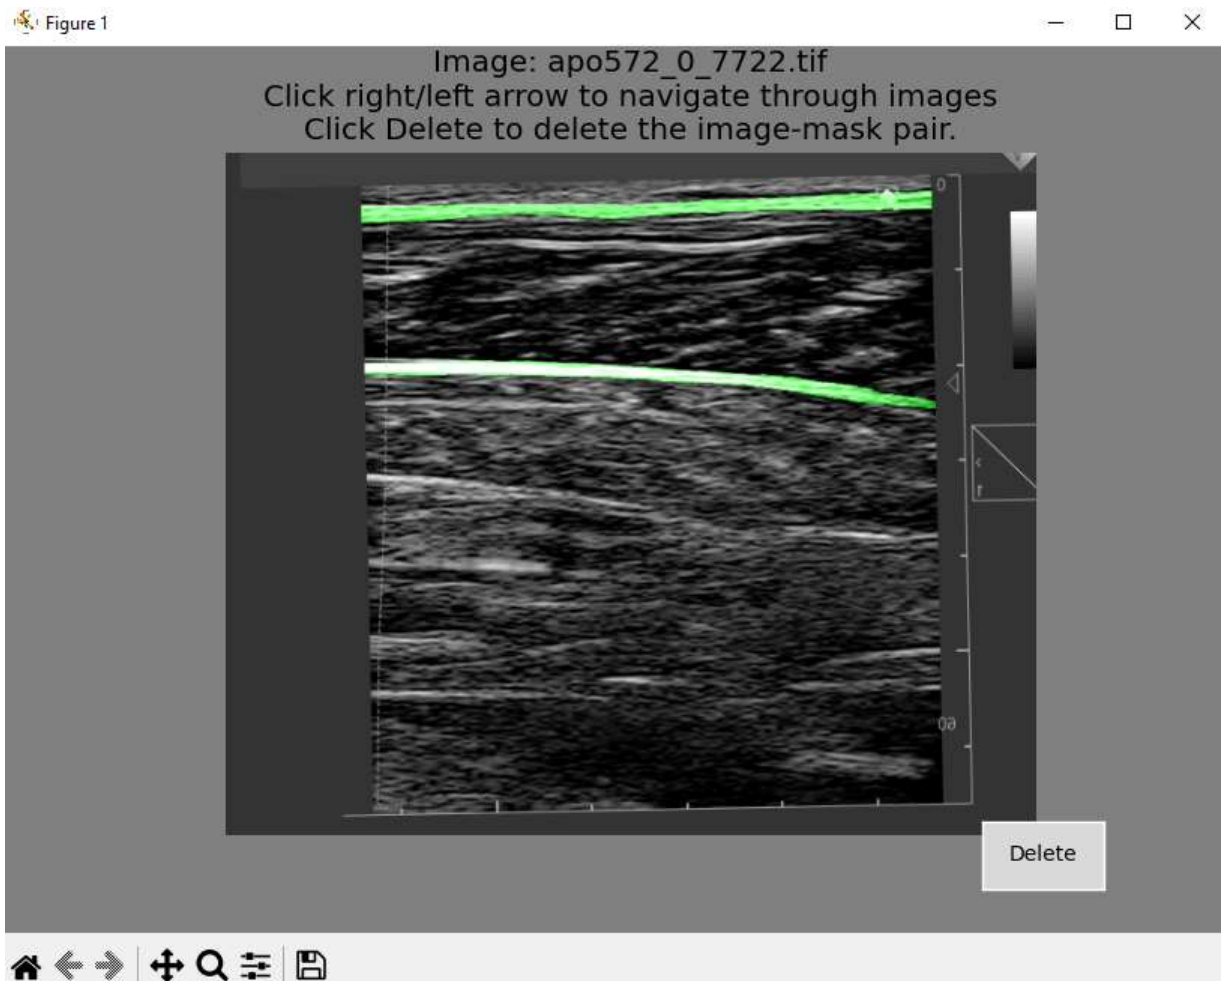 Figure 1
Image: apo572_0_7722.tif
Click right/left arrow to navigate through images
Click Delete to delete the image-mask pair.
0
60
Delete